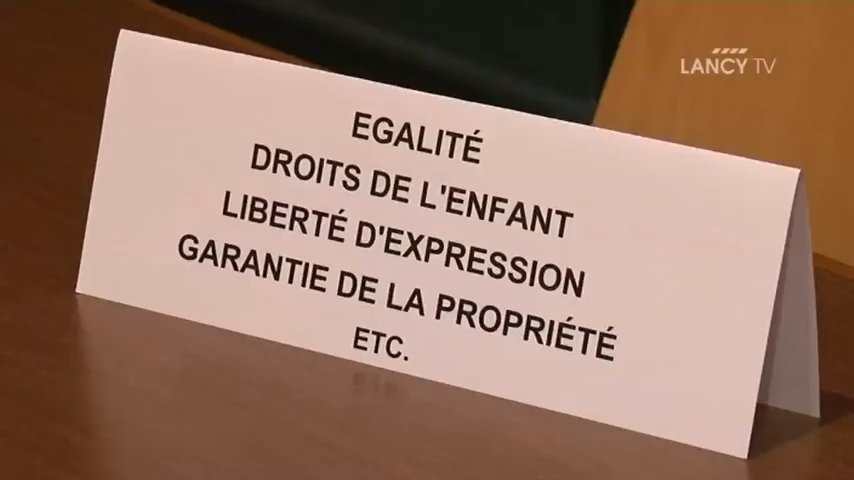 LANCY TV
EGALITÉ
DROITS DE L'ENFANT
LIBERTÉ D'EXPRESSION
GARANTIE DE LA PROPRIÉTÉ
ETC.